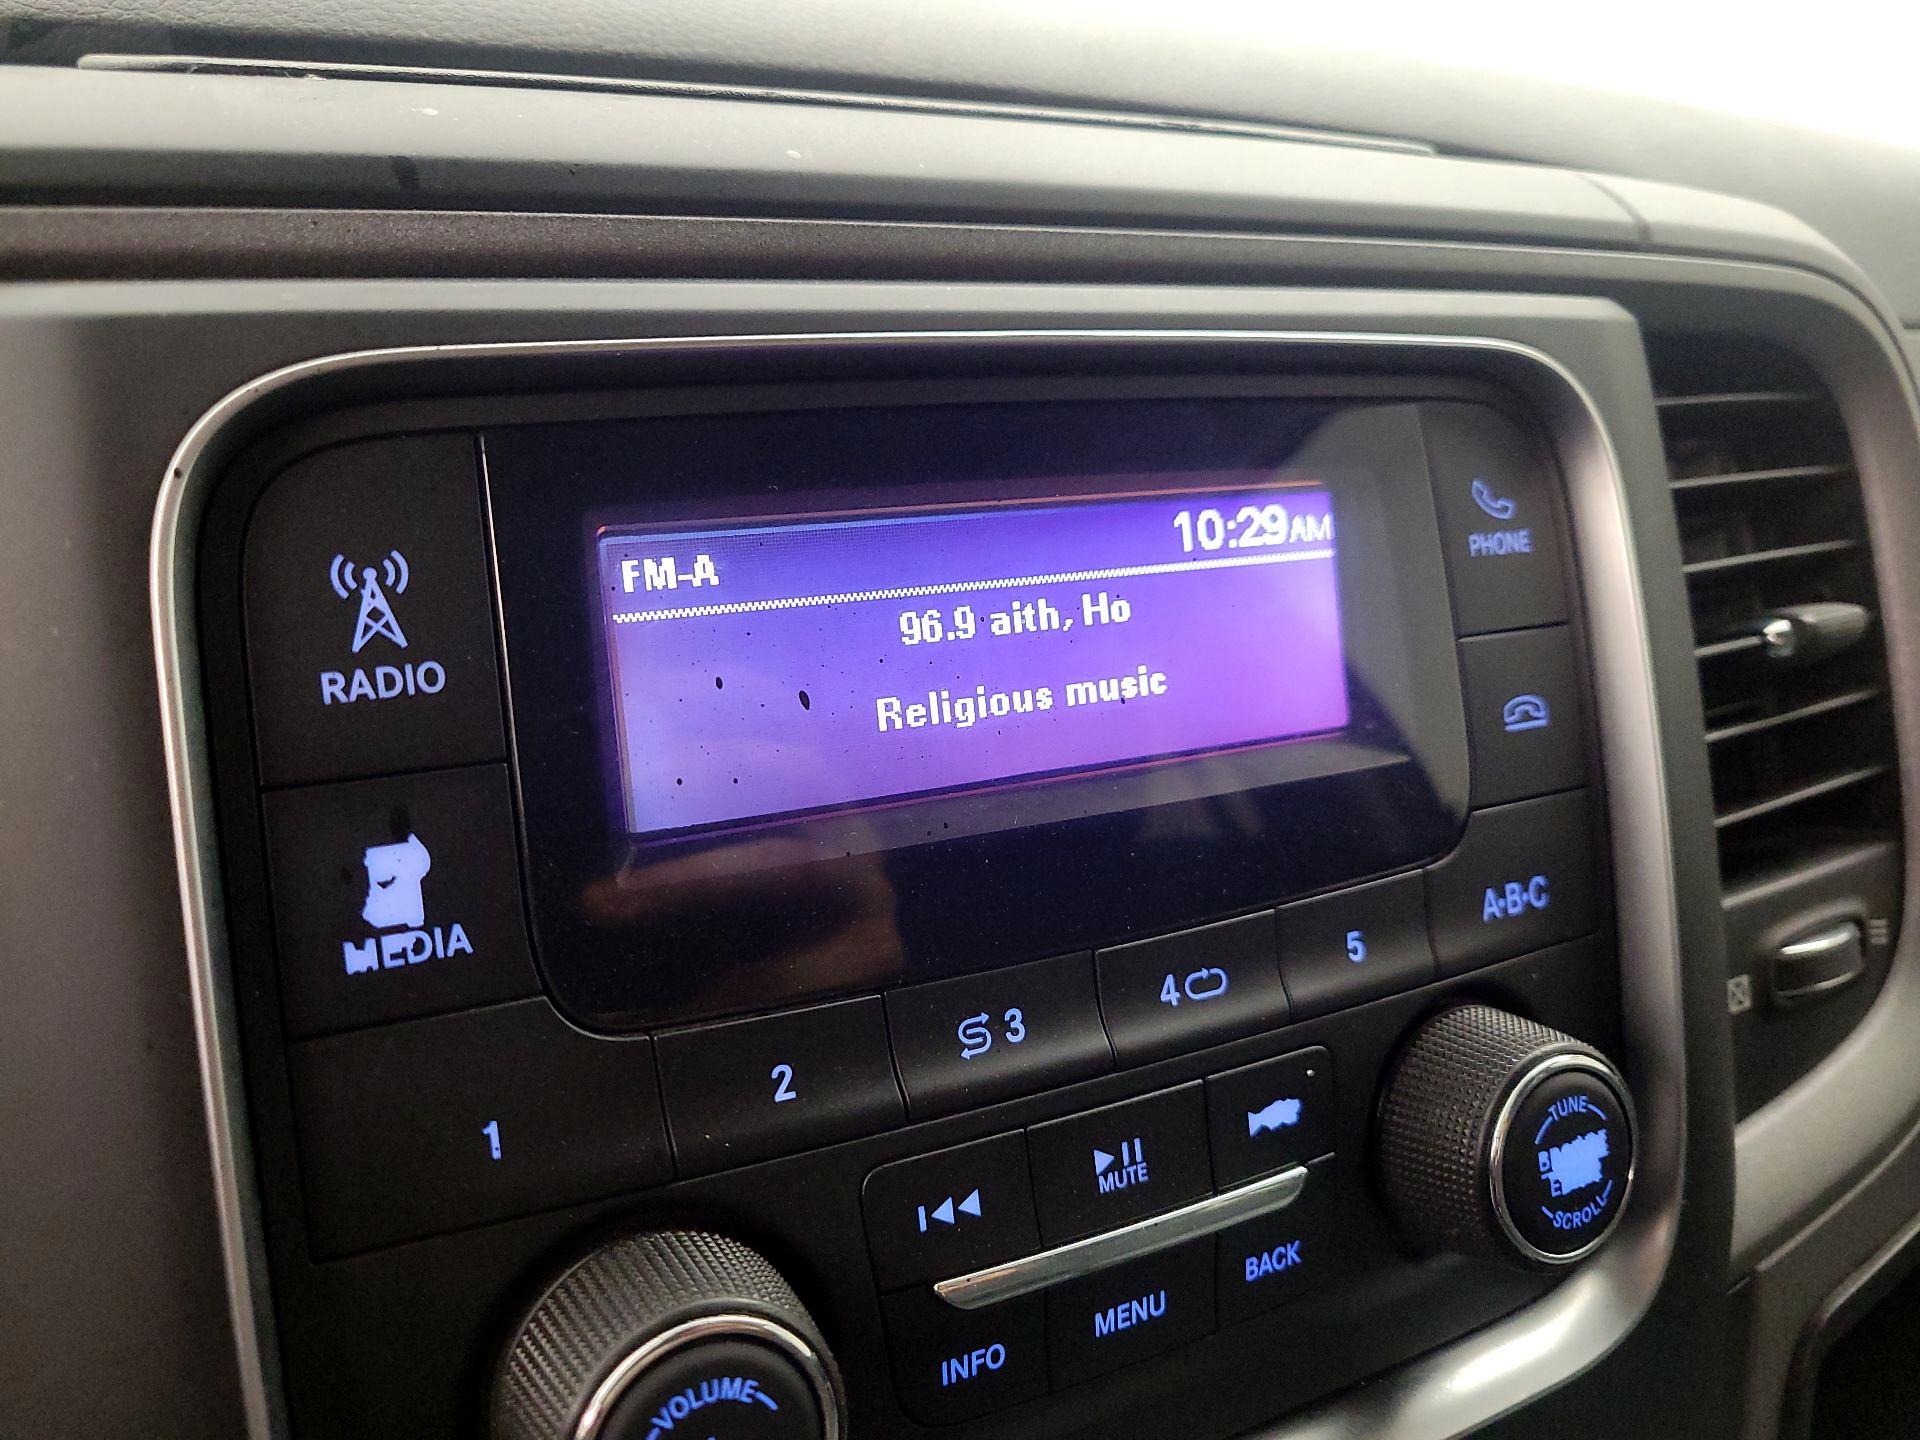 FM-A
10:29AM
96.9 aith, Ho
Religious music
RADIO
PHONE
MEDIA
1
2
3
4
5
A·B·C
MUTE
TUNE
SCROLL
INFO
MENU
BACK
VOLUME